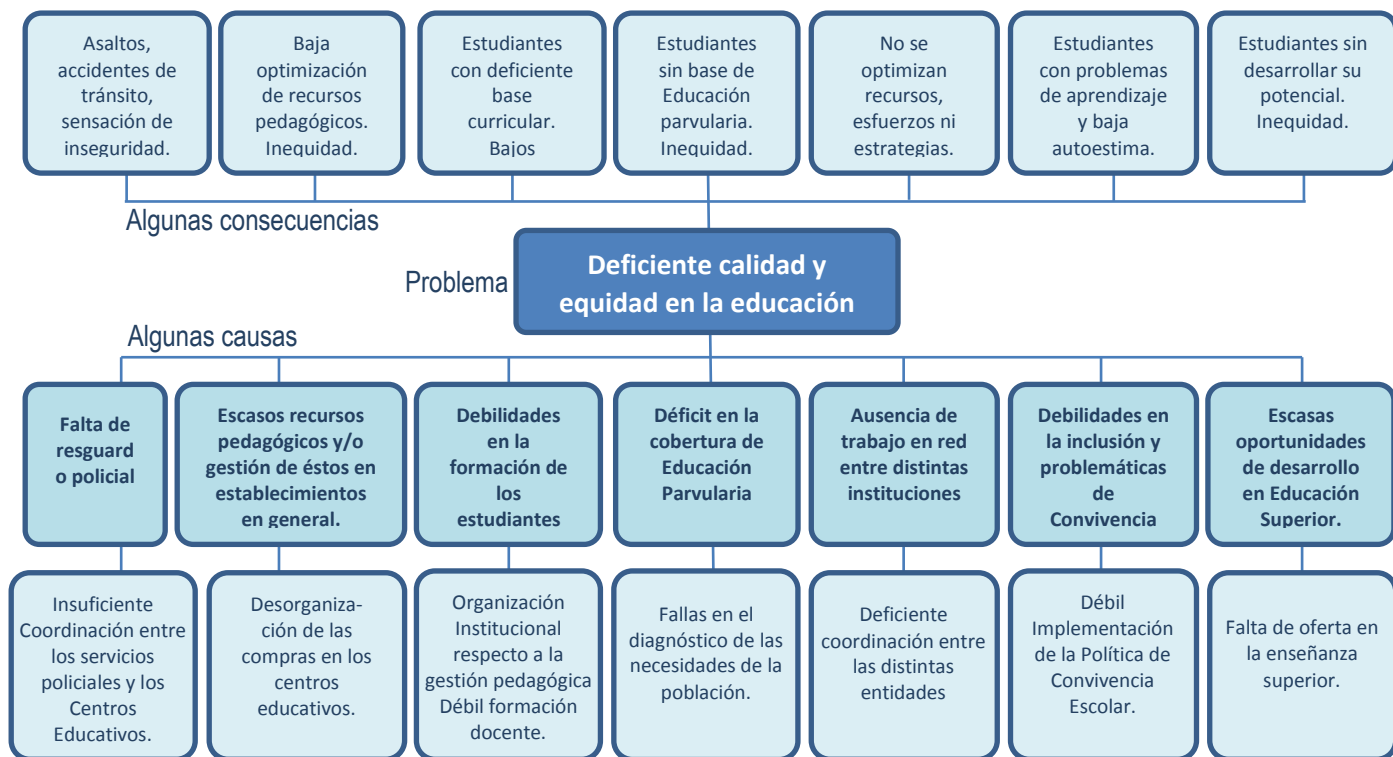 Asaltos,
accidentes de
tránsito,
sensación de
inseguridad.
Baja
optimización
de recursos
pedagógicos.
Inequidad.
Estudiantes
con deficiente
base
curricular.
Bajos
Estudiantes
sin base de
Educación
parvularia.
Inequidad.
No se
optimizan
recursos,
esfuerzos ni
estrategias.
Estudiantes
con problemas
de aprendizaje
y baja
autoestima.
Estudiantes sin
desarrollar su
potencial.
Inequidad.
Algunas consecuencias
Problema
Deficiente calidad y
equidad en la educación
Algunas causas
Falta de
resguard
o policial
Escasos recursos
pedagógicos y/o
gestión de éstos en
establecimientos
en general.
Debilidades
en la
formación de
los
estudiantes
Déficit en la
cobertura de
Educación
Parvularia
Ausencia de
trabajo en red
entre distintas
instituciones
Debilidades en
la inclusión y
problemáticas
de
Convivencia
Escasas
oportunidades
de desarrollo
en Educación
Superior.
Insuficiente
Coordinación entre
los servicios
policiales y los
Centros
Educativos.
Desorganiza-
ción de las
compras en los
centros
educativos.
Organización
Institucional
respecto a la
gestión pedagógica
Débil formación
docente.
Fallas en el
diagnóstico de las
necesidades de la
población.
Deficiente
coordinación entre
las distintas
entidades
Débil
Implementación
de la Política de
Convivencia
Escolar.
Falta de oferta en
la enseñanza
superior.